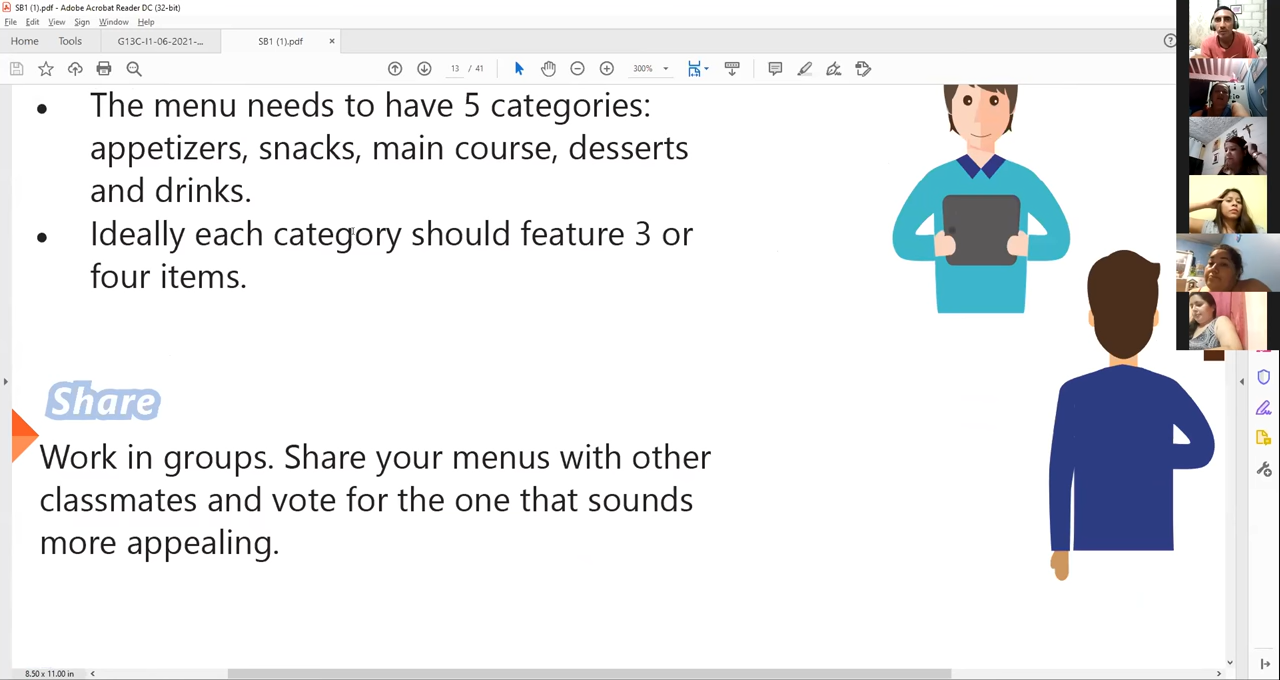 SB1 (1).pdf - Adobe Acrobat Reader DC (32-bit)
File Edit View Sign Window Help
Home Tools G13C-I1-06-2021-... SB1 (1).pdf ×
13 / 41 300%
• The menu needs to have 5 categories:
appetizers, snacks, main course, desserts
and drinks.
• Ideally each category should feature 3 or
four items.
Share
Work in groups. Share your menus with other
classmates and vote for the one that sounds
more appealing.
8.50 x 11.00 in